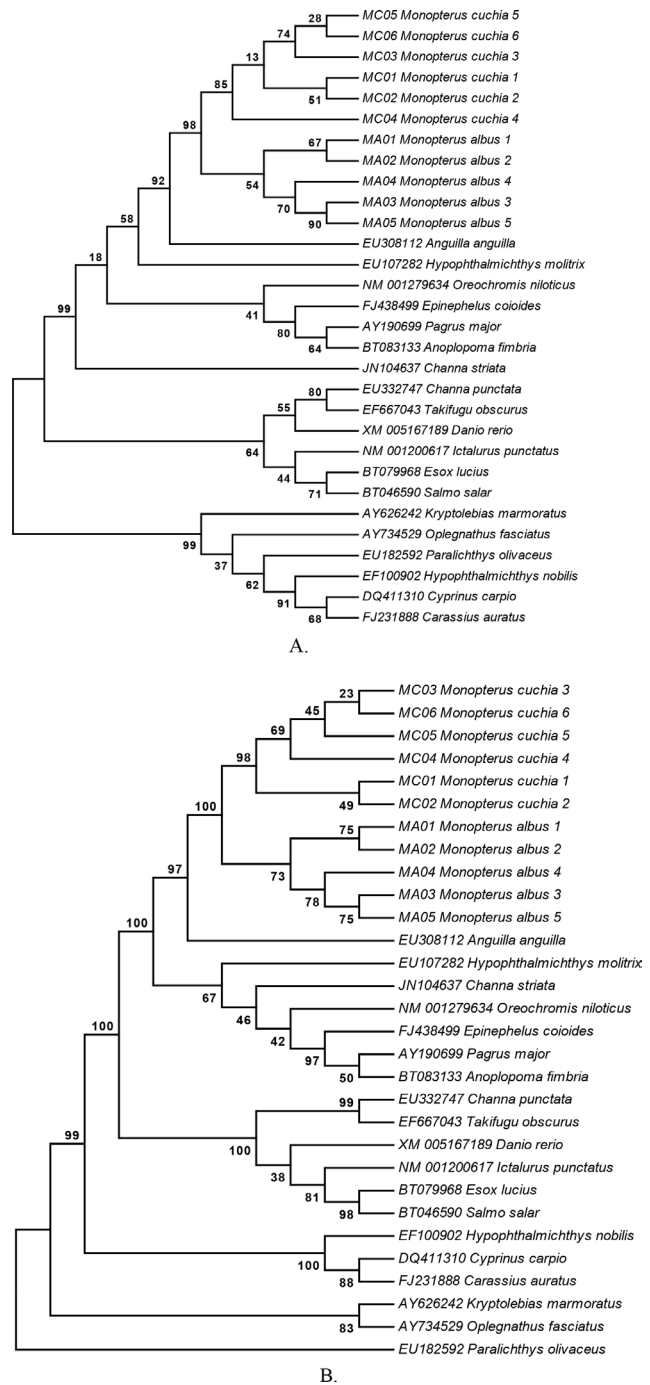 28
MC05 Monopterus cuchia 5
MC06 Monopterus cuchia 6
74
MC03 Monopterus cuchia 3
13
MC01 Monopterus cuchia 1
51
MC02 Monopterus cuchia 2
85
MC04 Monopterus cuchia 4
98
67
MA01 Monopterus albus 1
MA02 Monopterus albus 2
54
MA04 Monopterus albus 4
70
MA03 Monopterus albus 3
90
MA05 Monopterus albus 5
92
EU308112 Anguilla anguilla
58
EU107282 Hypophthalmichthys molitrix
18
NM 001279634 Oreochromis niloticus
41
FJ438499 Epinephelus coioides
80
AY190699 Pagrus major
64
BT083133 Anoplopoma fimbria
99
JN104637 Channa striata
80
EU332747 Channa punctata
EF667043 Takifugu obscurus
55
XM 005167189 Danio rerio
64
NM 001200617 Ictalurus punctatus
44
BT079968 Esox lucius
71
BT046590 Salmo salar
AY626242 Kryptolebias marmoratus
99
AY734529 Oplegnathus fasciatus
37
EU182592 Paralichthys olivaceus
62
EF100902 Hypophthalmichthys nobilis
91
DQ411310 Cyprinus carpio
68
FJ231888 Carassius auratus
A.
23
MC03 Monopterus cuchia 3
MC06 Monopterus cuchia 6
45
MC05 Monopterus cuchia 5
69
MC04 Monopterus cuchia 4
98
MC01 Monopterus cuchia 1
49
MC02 Monopterus cuchia 2
100
75
MA01 Monopterus albus 1
MA02 Monopterus albus 2
73
MA04 Monopterus albus 4
78
MA03 Monopterus albus 3
75
MA05 Monopterus albus 5
97
EU308112 Anguilla anguilla
100
EU107282 Hypophthalmichthys molitrix
67
JN104637 Channa striata
46
NM 001279634 Oreochromis niloticus
42
FJ438499 Epinephelus coioides
97
AY190699 Pagrus major
50
BT083133 Anoplopoma fimbria
100
99
EU332747 Channa punctata
EF667043 Takifugu obscurus
100
XM 005167189 Danio rerio
38
NM 001200617 Ictalurus punctatus
81
BT079968 Esox lucius
98
BT046590 Salmo salar
99
EF100902 Hypophthalmichthys nobilis
100
DQ411310 Cyprinus carpio
88
FJ231888 Carassius auratus
AY626242 Kryptolebias marmoratus
83
AY734529 Oplegnathus fasciatus
EU182592 Paralichthys olivaceus
B.